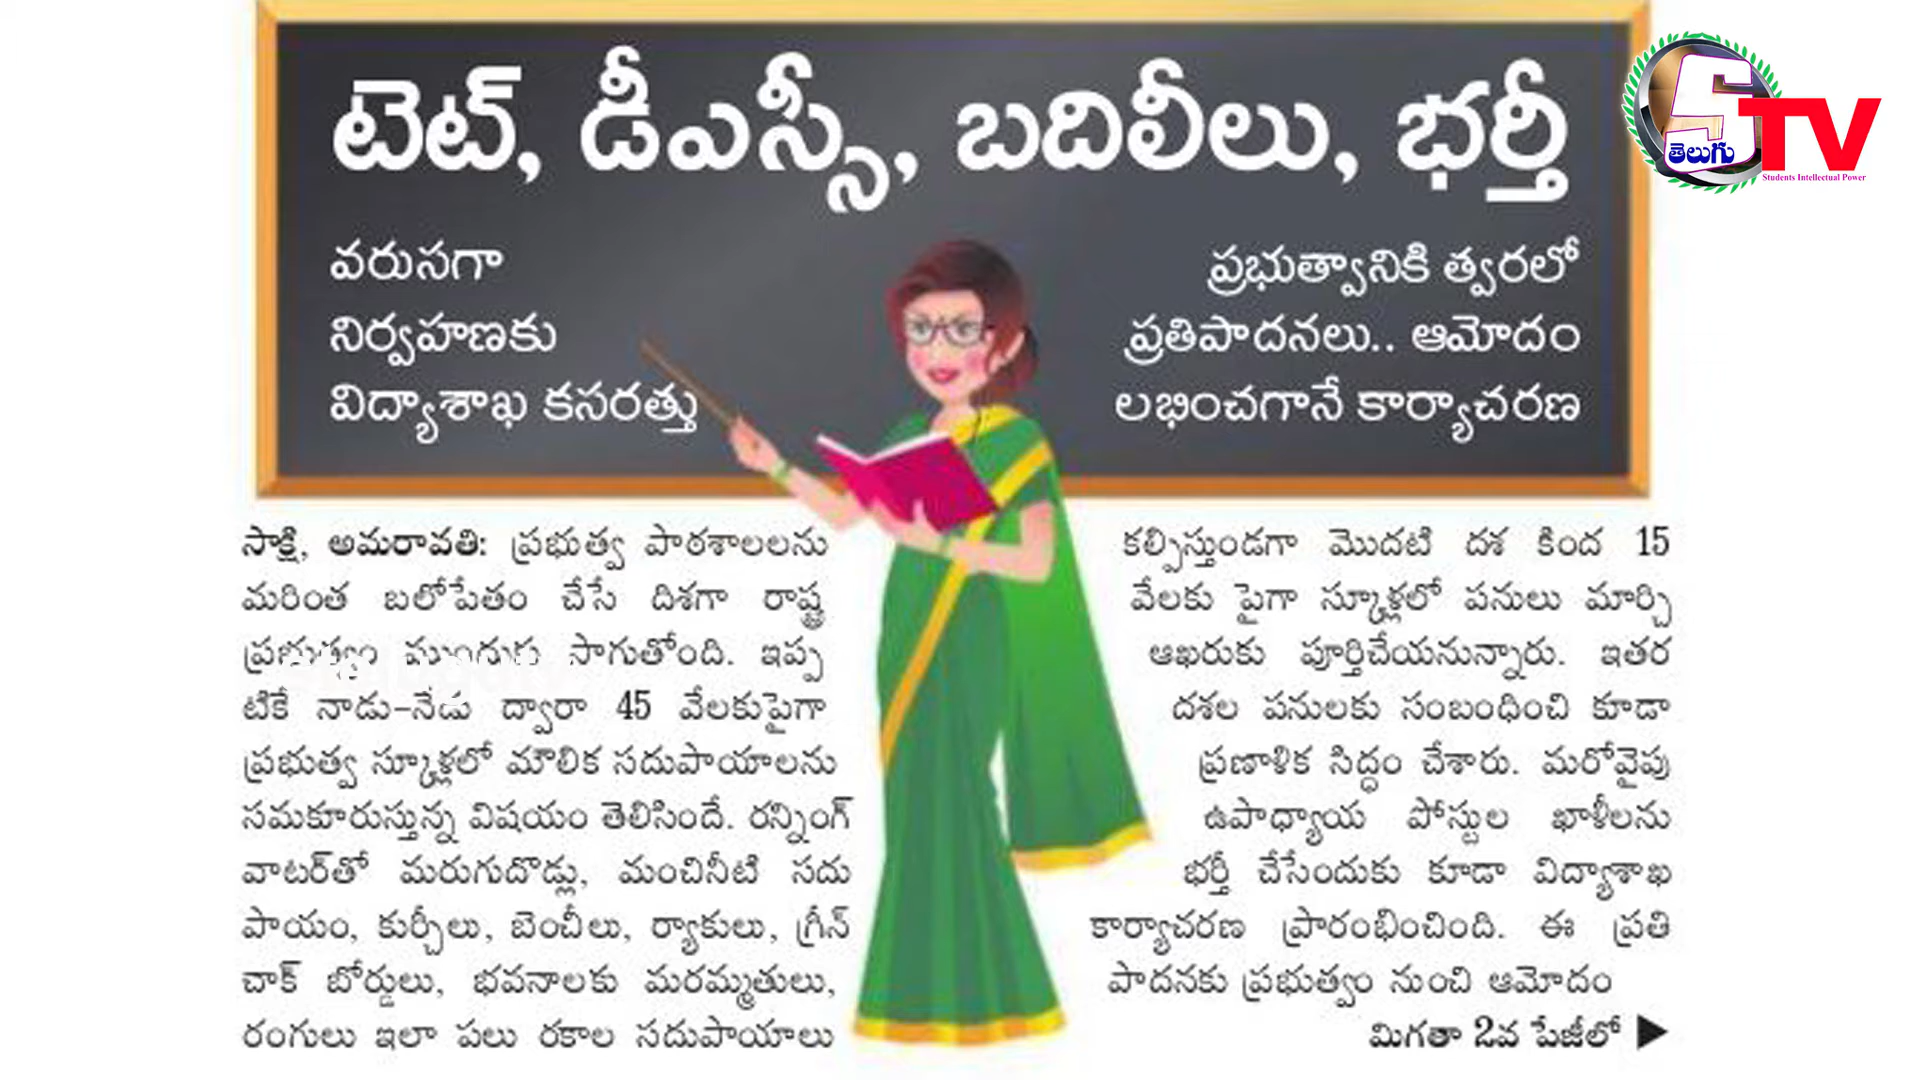 టెట్, డీఎస్సీ, బదిలీలు, భర్తీ
S
తెలుగు
TV
Students Intellectual Power
వరుసగా
నిర్వహణకు
విద్యాశాఖ కసరత్తు
ప్రభుత్వానికి త్వరలో
ప్రతిపాదనలు.. ఆమోదం
లభించగానే కార్యాచరణ
సాక్షి, అమరావతి: ప్రభుత్వ పాఠశాలలను
మరింత బలోపేతం చేసే దిశగా రాష్ట్ర
ప్రభుత్వం ముందుకు సాగుతోంది. ఇప్ప
టికే నాడు–నేడు ద్వారా 45 వేలకుపైగా
ప్రభుత్వ స్కూళ్లలో మౌలిక సదుపాయాలను
సమకూరుస్తున్న విషయం తెలిసిందే. రన్నింగ్
వాటర్‌తో మరుగుదొడ్లు, మంచినీటి సదు
పాయం, కుర్చీలు, బెంచీలు, ర్యాకులు, గ్రీన్
చాక్ బోర్డులు, భవనాలకు మరమ్మతులు,
రంగులు ఇలా పలు రకాల సదుపాయాలు
కల్పిస్తుండగా మొదటి దశ కింద 15
వేలకు పైగా స్కూళ్లలో పనులు మార్చి
ఆఖరుకు పూర్తిచేయనున్నారు. ఇతర
దశల పనులకు సంబంధించి కూడా
ప్రణాళిక సిద్ధం చేశారు. మరోవైపు
ఉపాధ్యాయ పోస్టుల ఖాళీలను
భర్తీ చేసేందుకు కూడా విద్యాశాఖ
కార్యాచరణ ప్రారంభించింది. ఈ ప్రతి
పాదనకు ప్రభుత్వం నుంచి ఆమోదం
మిగతా 2వ పేజీలో